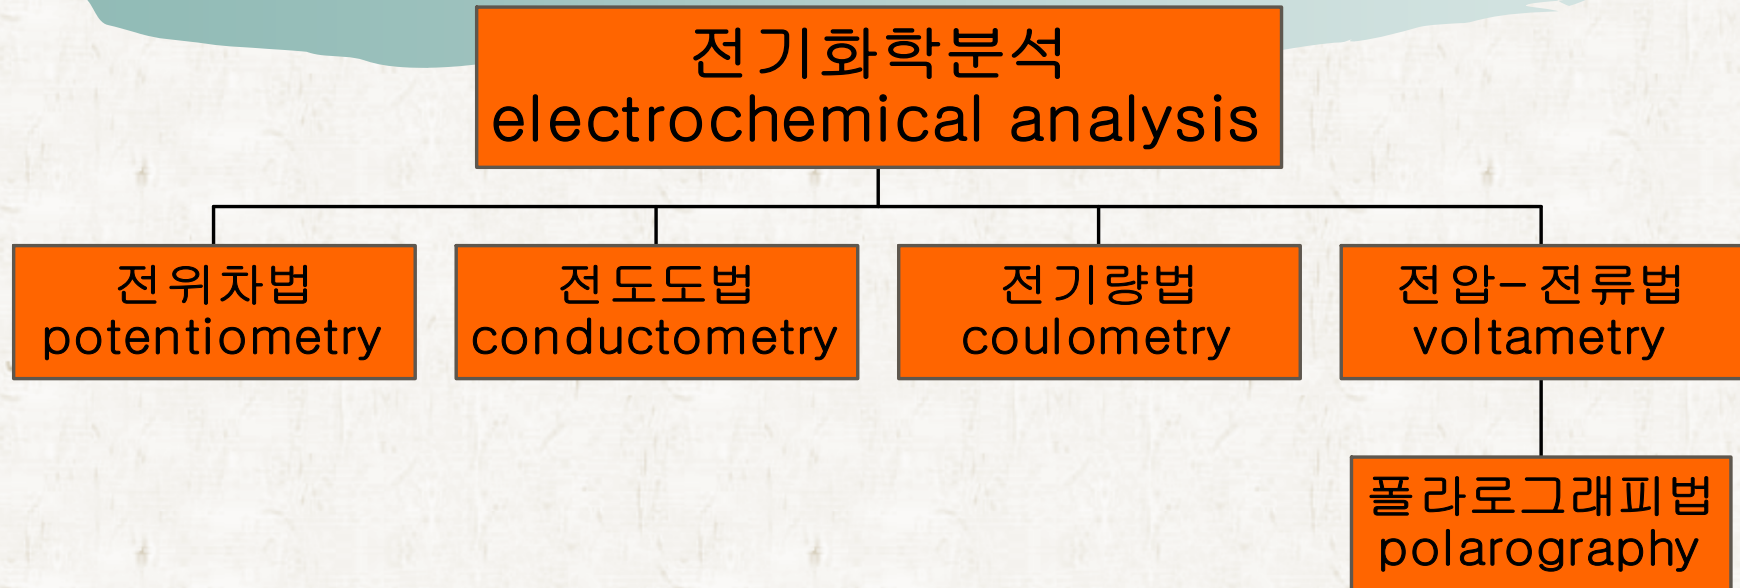 전기화학분석
electrochemical analysis
전위차법
potentiometry
전도도법
conductometry
전기량법
coulometry
전압-전류법
voltametry
폴라로그래피법
polarography